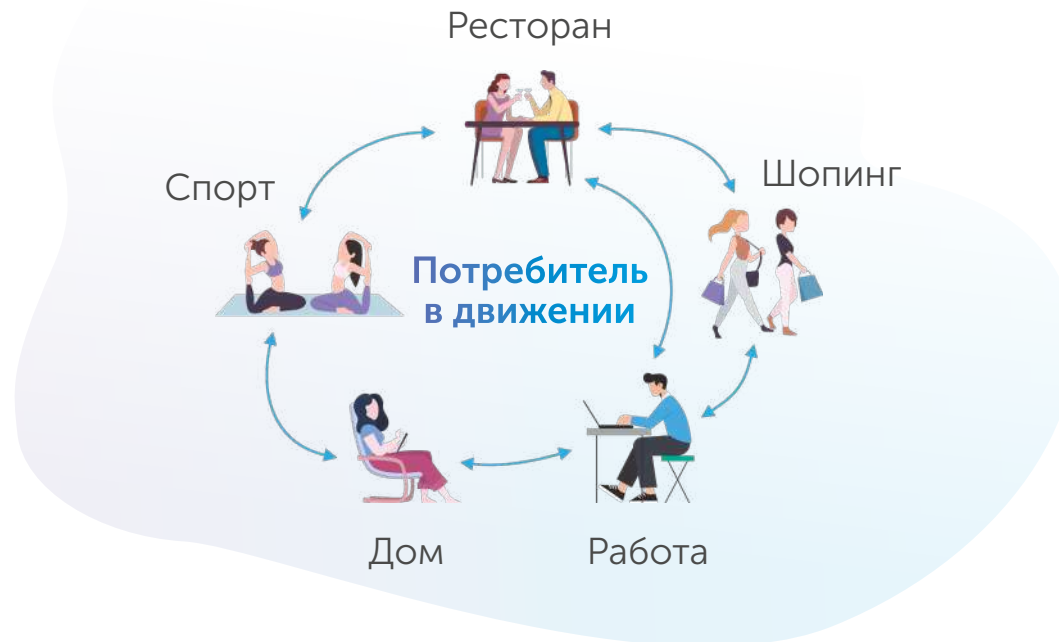 Ресторан
Спорт
Шопинг
Потребитель
в движении
Дом
Работа